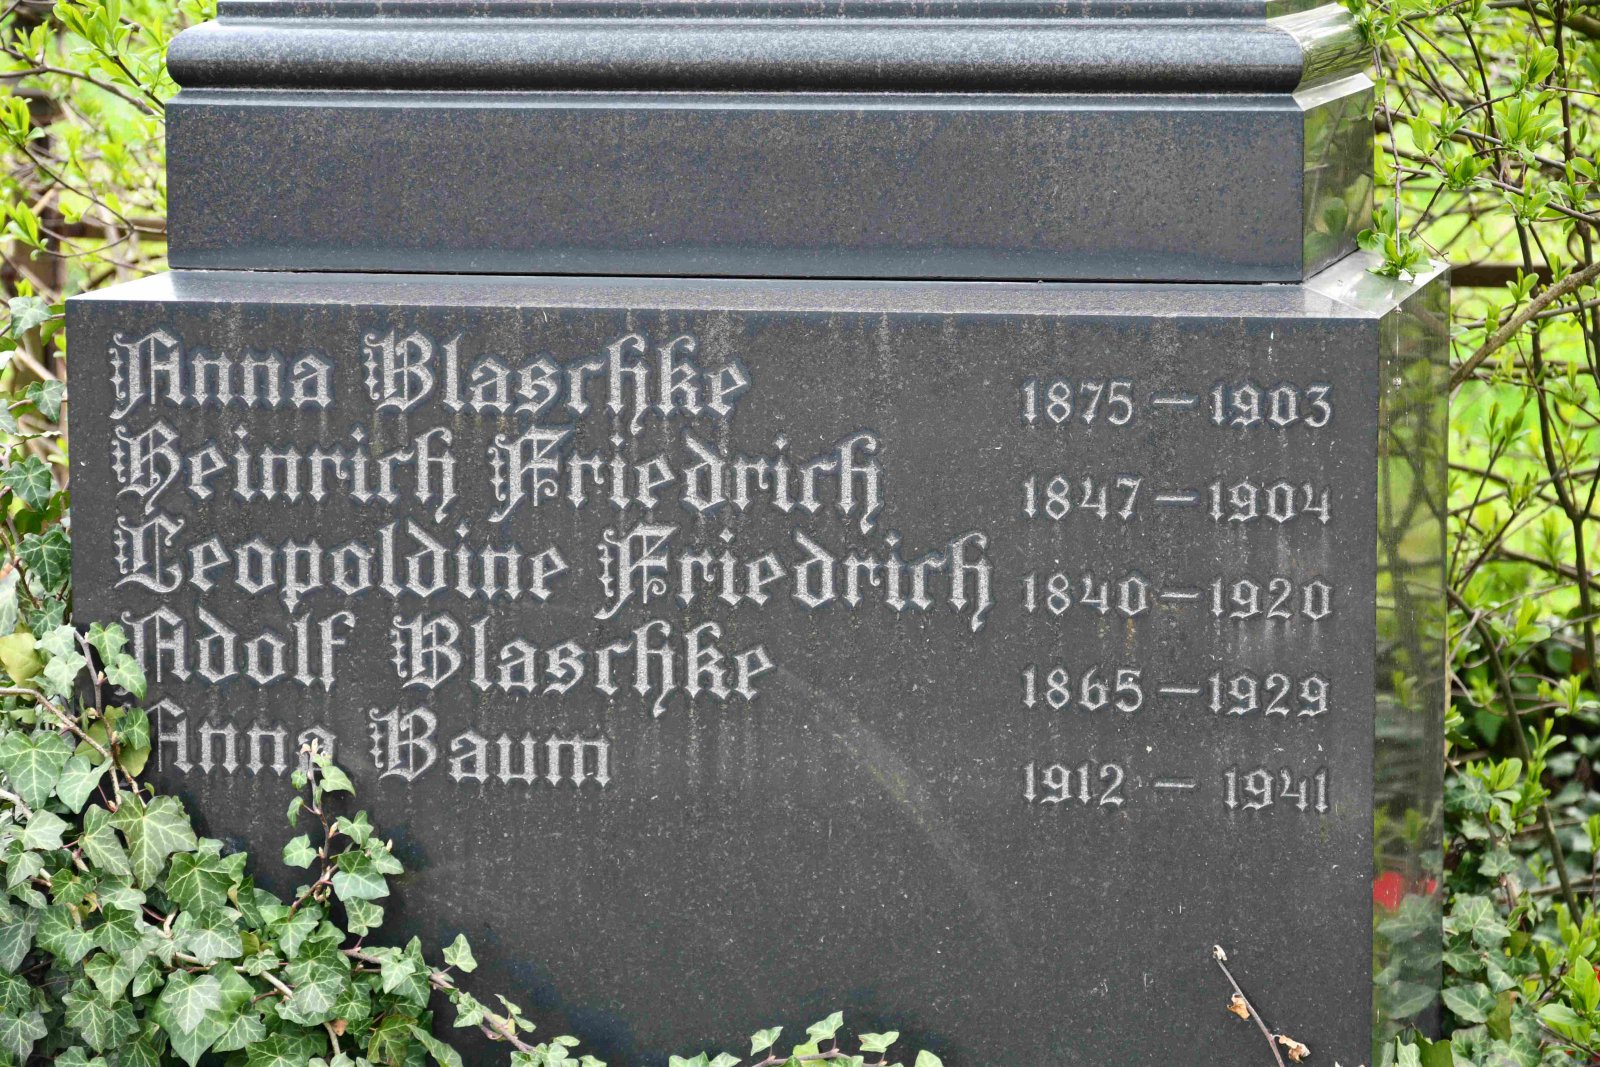 Anna Blaschke 1875 – 1903
Heinrich Friedrich 1847 – 1904
Leopoldine Friedrich 1840 – 1920
Adolf Blaschke 1865 – 1929
Anna Baum 1912 – 1941